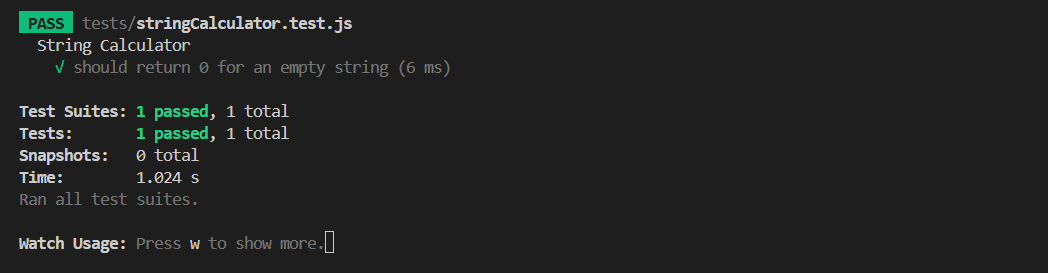 PASS tests/stringCalculator.test.js
String Calculator
√ should return 0 for an empty string (6 ms)
Test Suites: 1 passed, 1 total
Tests: 1 passed, 1 total
Snapshots: 0 total
Time: 1.024 s
Ran all test suites.
Watch Usage: Press w to show more.